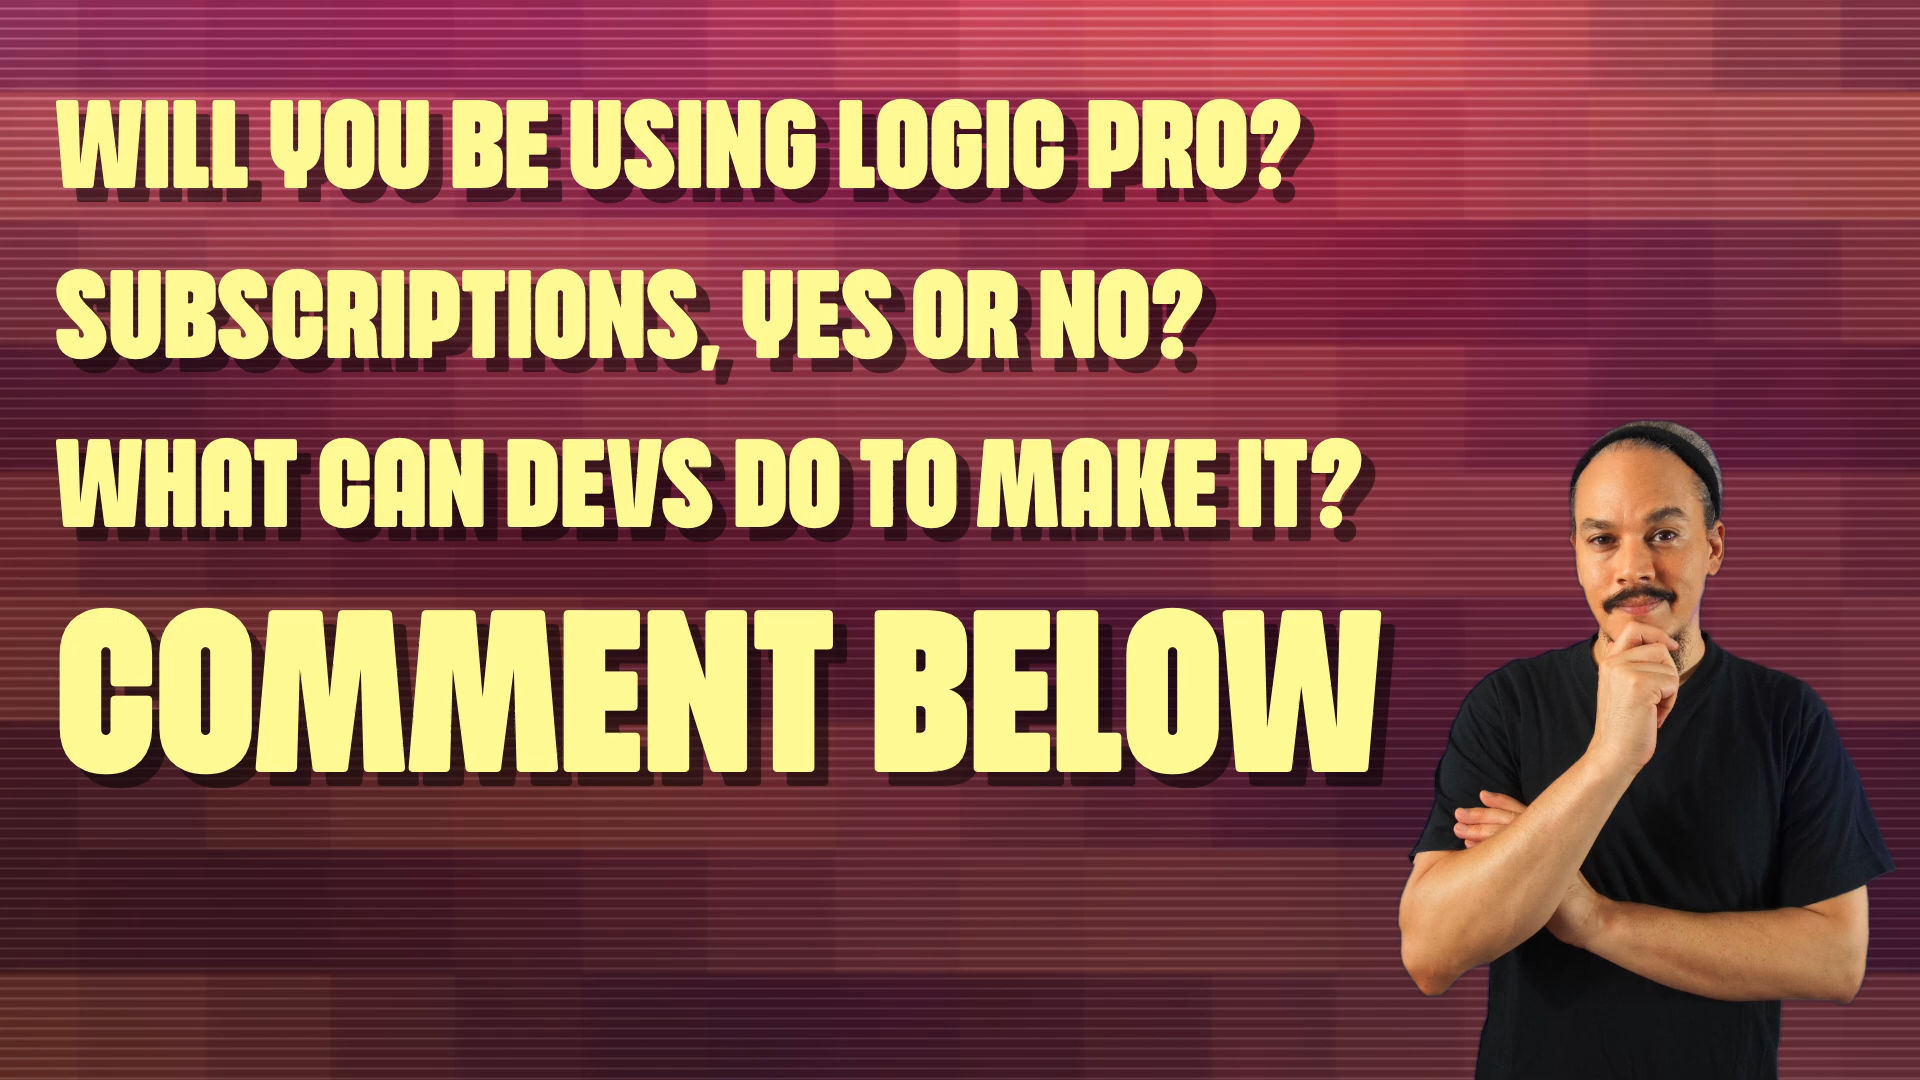 WILL YOU BE USING LOGIC PRO?
SUBSCRIPTIONS, YES OR NO?
WHAT CAN DEVS DO TO MAKE IT?
COMMENT BELOW